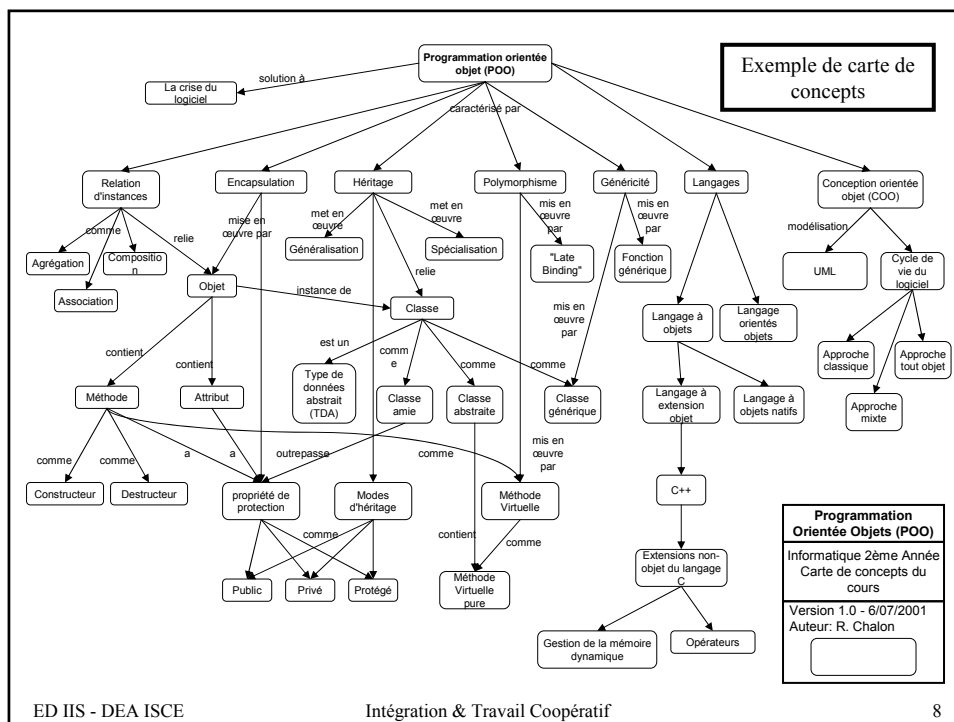 Programmation orientée
objet (POO)
Exemple de carte de
concepts
solution à
La crise du
logiciel
caractérisé par
Relation
d'instances
Encapsulation
Héritage
Polymorphisme
Généricité
Langages
Conception orientée
objet (COO)
comme
relie
mise en
œuvre par
met en
œuvre
met en
œuvre
mis en
œuvre
par
mis en
œuvre
par
modélisation
Agrégation
Compositio
n
Association
Généralisation
Spécialisation
"Late
Binding"
Fonction
générique
UML
Cycle de
vie du
logiciel
Objet
instance de
relie
Classe
mis en
œuvre
par
Langage à
objets
Langage
orientés
objets
contient
contient
est un
comm
e
comme
comme
Approche
classique
Approche
tout objet
Approche
mixte
Méthode
Attribut
Type de
données
abstrait
(TDA)
Classe
amie
Classe
abstraite
Classe
générique
Langage à
extension
objet
Langage à
objets natifs
comme
comme
a
a
outrepasse
comme
mis en
œuvre
par
Constructeur
Destructeur
propriété de
protection
Modes
d'héritage
Méthode
Virtuelle
C++
comme
contient
comme
Public
Privé
Protégé
Méthode
Virtuelle
pure
Extensions non-
objet du langage
C
Gestion de la mémoire
dynamique
Opérateurs
Programmation
Orientée Objets (POO)
Informatique 2ème Année
Carte de concepts du
cours
Version 1.0 - 6/07/2001
Auteur: R. Chalon
ED IIS - DEA ISCE
Intégration & Travail Coopératif
8